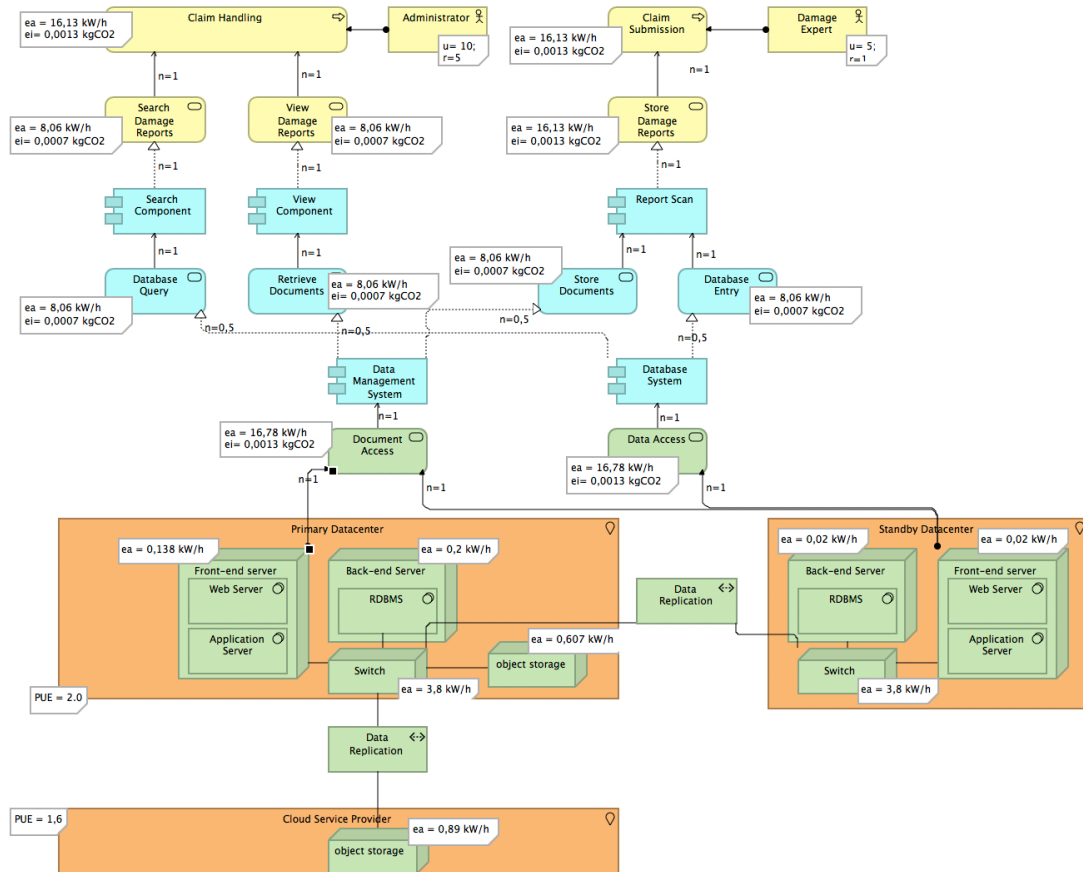 ea = 16,13 kW/h
ei= 0,0013 kgCO2
Claim Handling
Administrator
u= 10;
r=5
ea = 16,13 kW/h
ei= 0,0013 kgCO2
Claim
Submission
Damage
Expert
u= 5;
r=1
n=1
n=1
n=1
ea = 8,06 kW/h
ei= 0,0007 kgCO2
Search
Damage
Reports
View
Damage
Reports
ea = 8,06 kW/h
ei= 0,0007 kgCO2
ea = 16,13 kW/h
ei= 0,0013 kgCO2
Store
Damage
Reports
n=1
n=1
n=1
Search
Component
View
Component
Report Scan
n=1
n=1
n=1
n=1
Database
Query
ea = 8,06 kW/h
ei= 0,0007 kgCO2
Retrieve
Documents
ea = 8,06 kW/h
ei= 0,0007 kgCO2
ea = 8,06 kW/h
ei= 0,0007 kgCO2
Store
Documents
Database
Entry
ea = 8,06 kW/h
ei= 0,0007 kgCO2
n=0,5
n=0,5
n=0,5
n=0,5
Data
Management
System
Database
System
n=1
n=1
ea = 16,78 kW/h
ei= 0,0013 kgCO2
Document
Access
Data Access
ea = 16,78 kW/h
ei= 0,0013 kgCO2
n=1
n=1
n=1
Primary Datacenter
Standby Datacenter
ea = 0,138 kW/h
ea = 0,2 kW/h
ea = 0,02 kW/h
ea = 0,02 kW/h
Front-end server
Web Server
Application
Server
Back-end Server
RDBMS
Data
Replication
Back-end Server
RDBMS
Front-end server
Web Server
Application
Server
ea = 0,607 kW/h
object storage
Switch
ea = 3,8 kW/h
Switch
ea = 3,8 kW/h
PUE = 2.0
Data
Replication
PUE = 1,6
Cloud Service Provider
ea = 0,89 kW/h
object storage